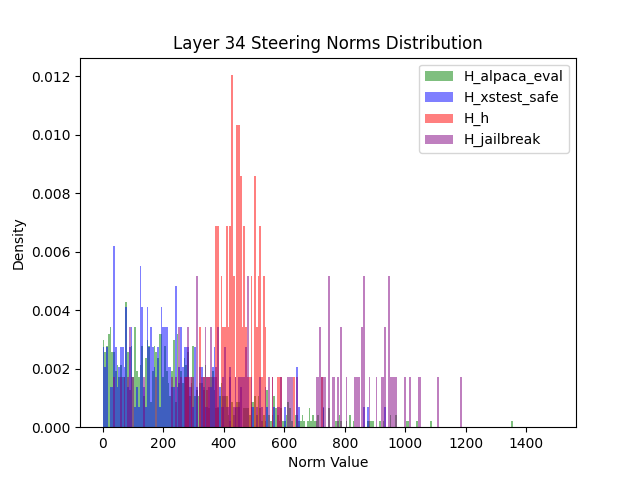 Layer 34 Steering Norms Distribution
H_alpaca_eval
H_xstest_safe
H_h
H_jailbreak
Density
0.012
0.010
0.008
0.006
0.004
0.002
0.000
0 200 400 600 800 1000 1200 1400
Norm Value